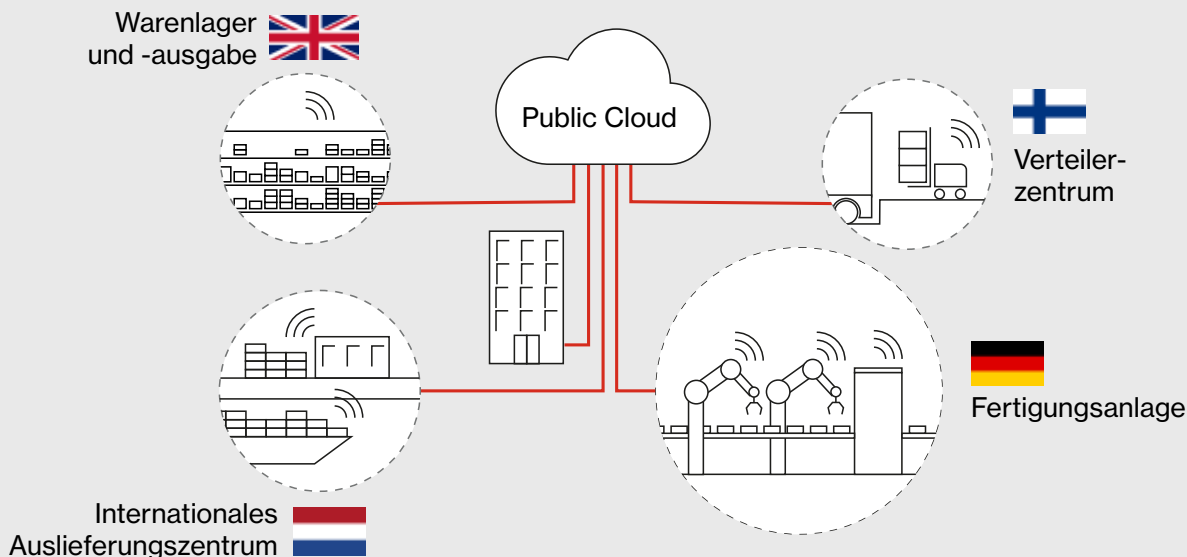 Warenlager
und -ausgabe
Public Cloud
Verteiler-
zentrum
Fertigungsanlage
Internationales
Auslieferungszentrum